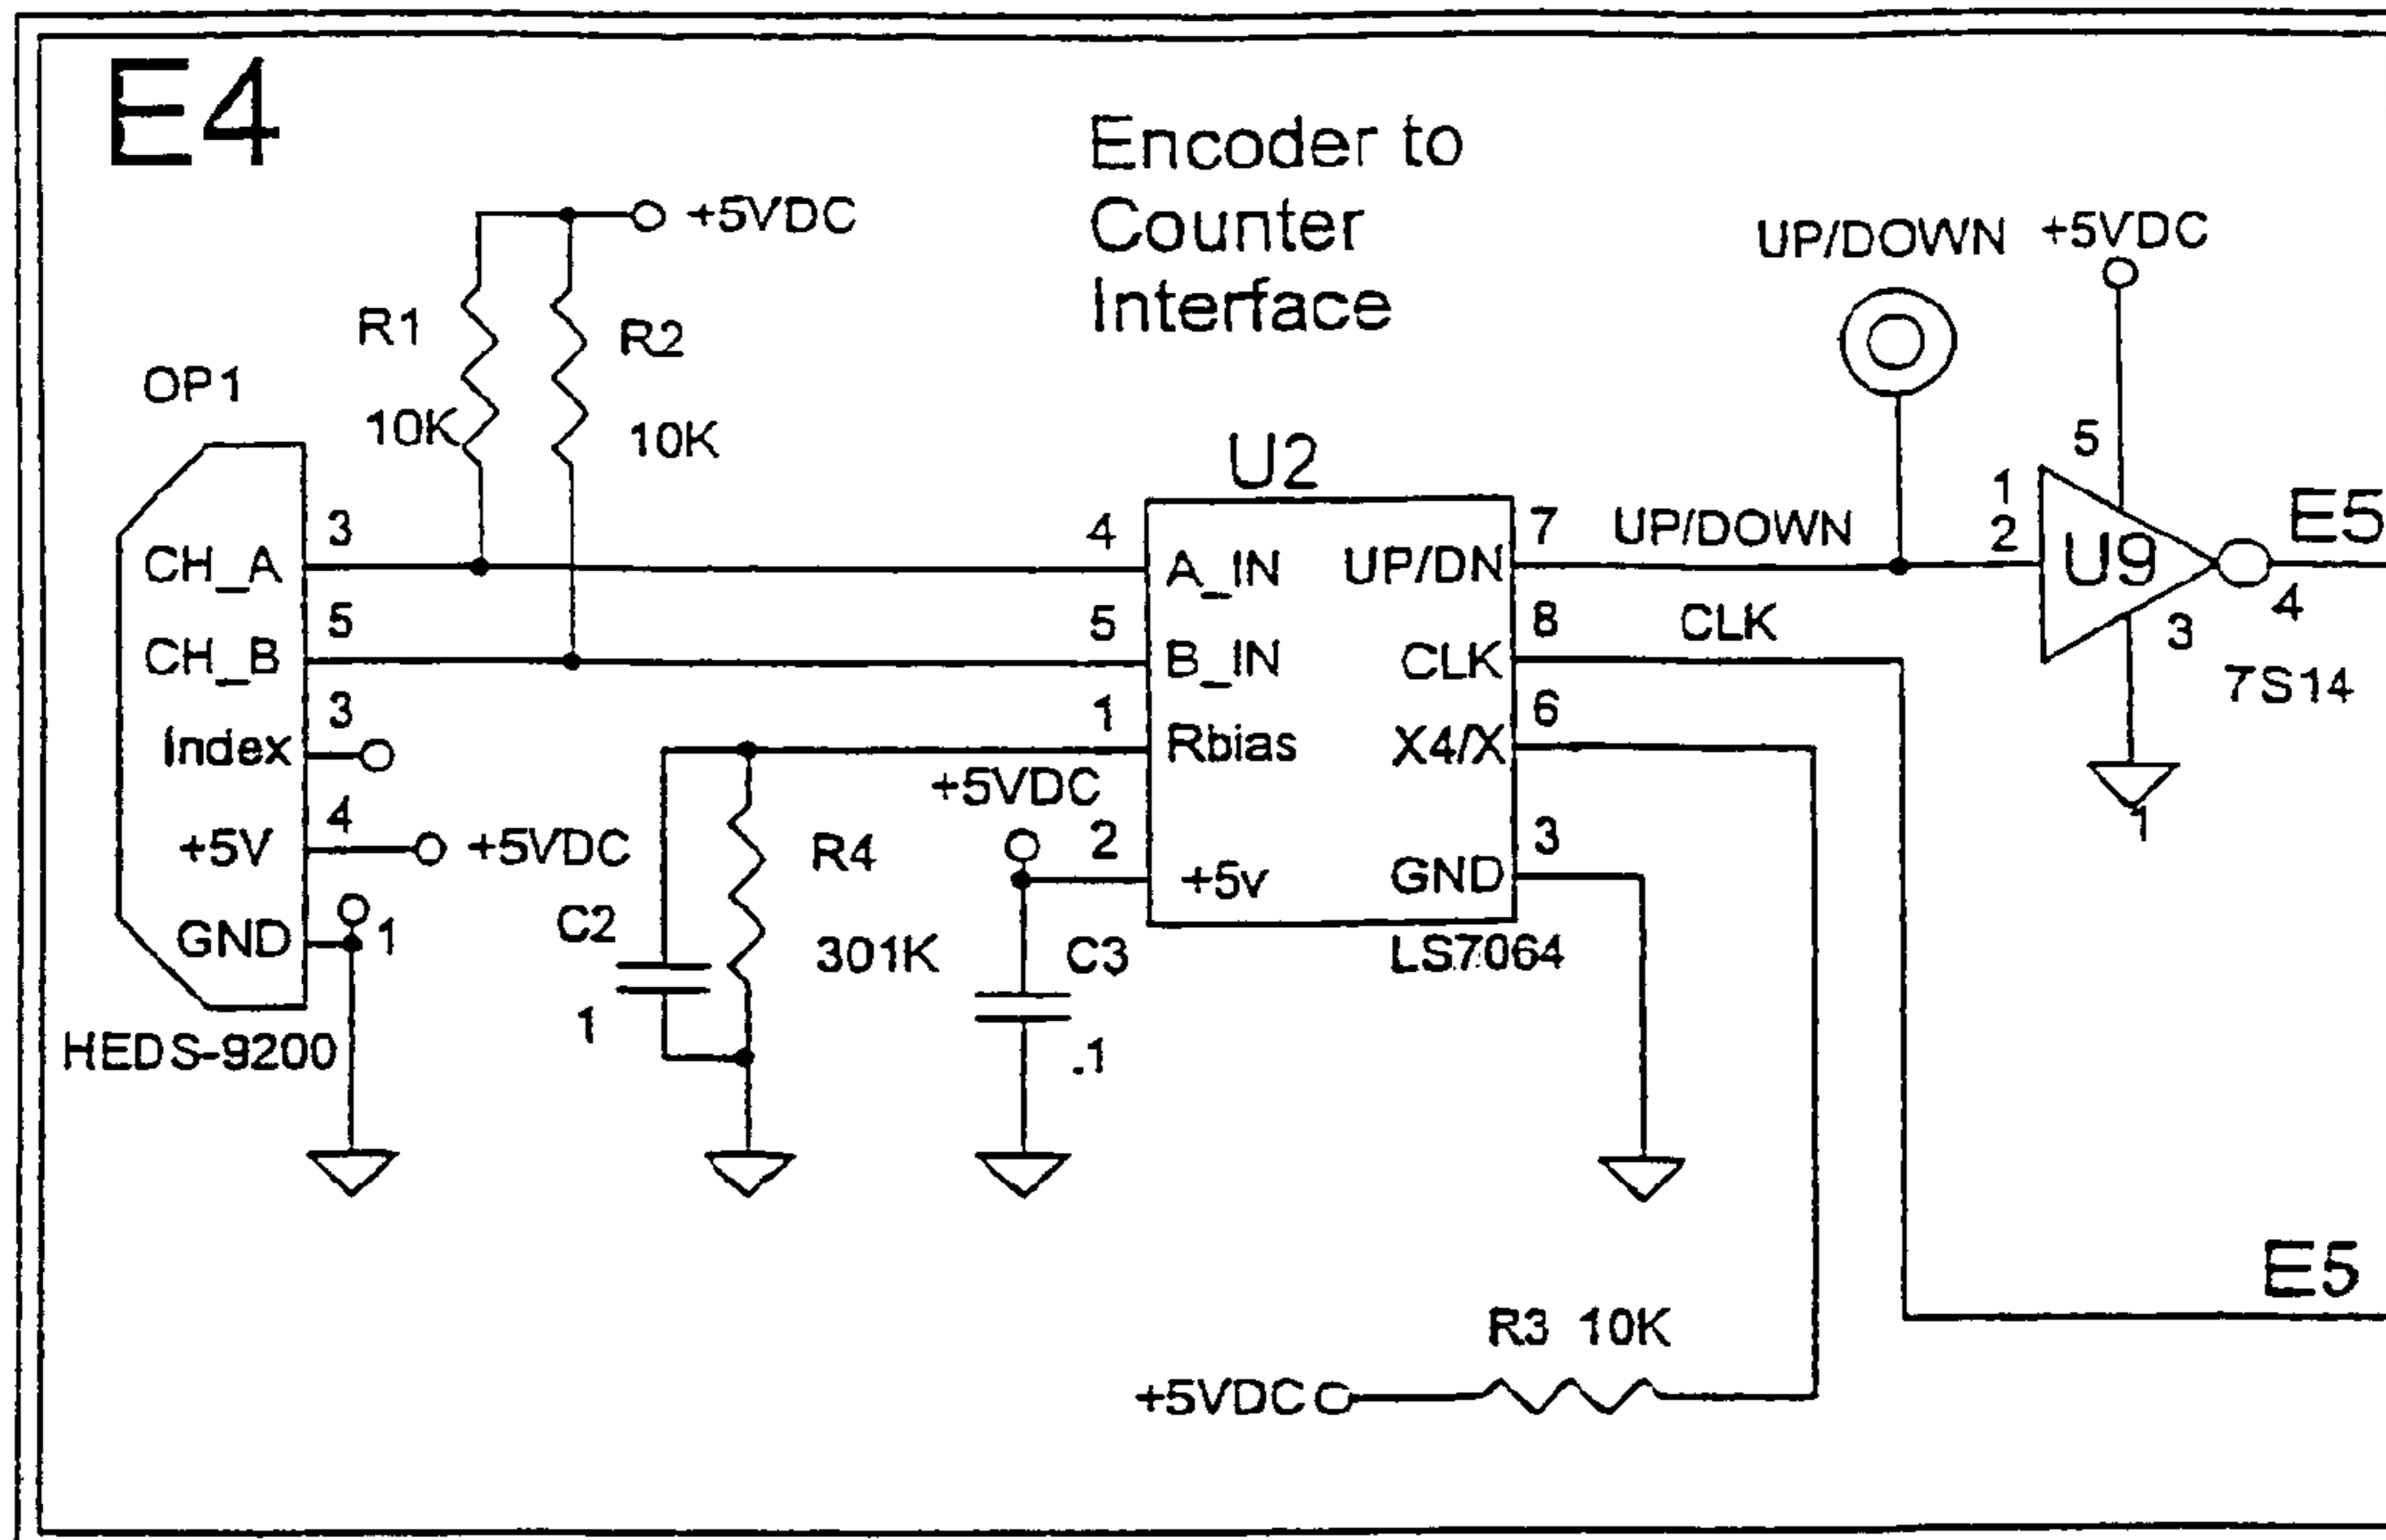 E4
Encoder to
Counter
Interface
+5VDC
UP/DOWN
+5VDC
R1
R2
OP1
10K
10K
U2
5
1
2
E5
3
4
7
UP/DOWN
CH_A
A_IN
UP/DN
U9
4
3
7S14
5
5
8
CLK
CH_B
B_IN
CLK
3
1
6
Index
Rbias
X4/X
1
4
+5VDC
2
3
+5V
+5VDC
R4
+5v
GND
GND
1
C2
301K
C3
LS7064
HEDS-9200
1
.1
E5
R3 10K
+5VDC